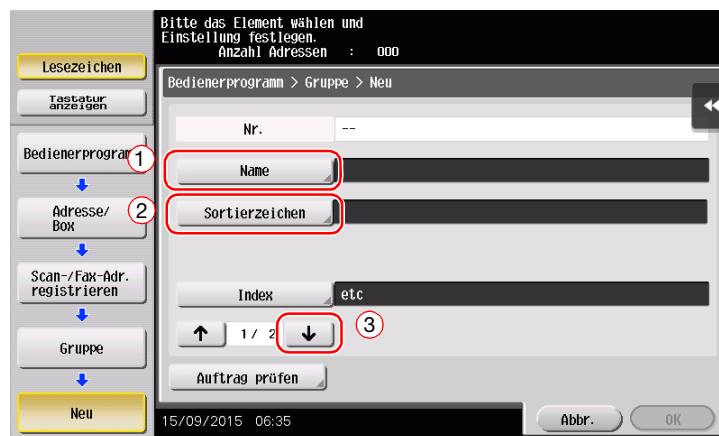 Bitte das Element wählen und
Einstellung festlegen.
Anzahl Adressen : 000
Lesezeichen
Tastatur
anzeigen
Bedienerprogramm > Gruppe > Neu
Nr. --
Bedienerprogram
1
Name
Adresse/
Box
2
Sortierzeichen
Scan-/Fax-Adr.
registrieren
Index etc
↑ 1/ 2 ↓ 3
Gruppe
Auftrag prüfen
Neu
15/09/2015 06:35
Abbr. OK